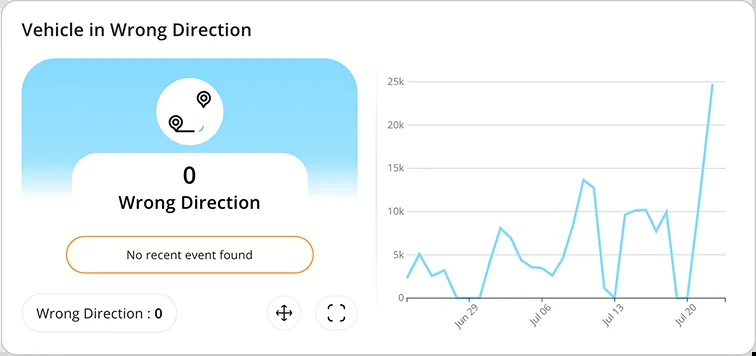 Vehicle in Wrong Direction
0
Wrong Direction
No recent event found
Wrong Direction : 0
25k
20k
15k
10k
5k
0
Jun 29
Jul 06
Jul 13
Jul 20